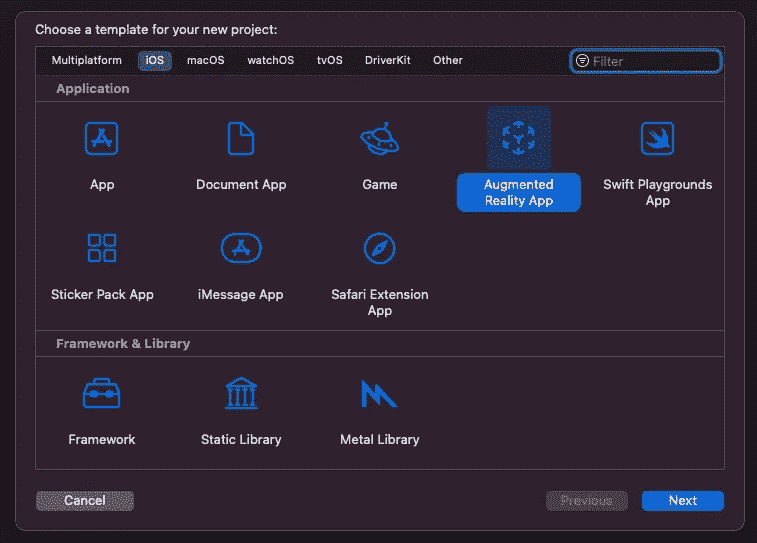 Choose a template for your new project:
Multiplatform iOS macOS watchOS tvOS DriverKit Other Filter
Application
App Document App Game Augmented Reality App Swift Playgrounds App
Sticker Pack App iMessage App Safari Extension App
Framework & Library
Framework Static Library Metal Library
Cancel Previous Next